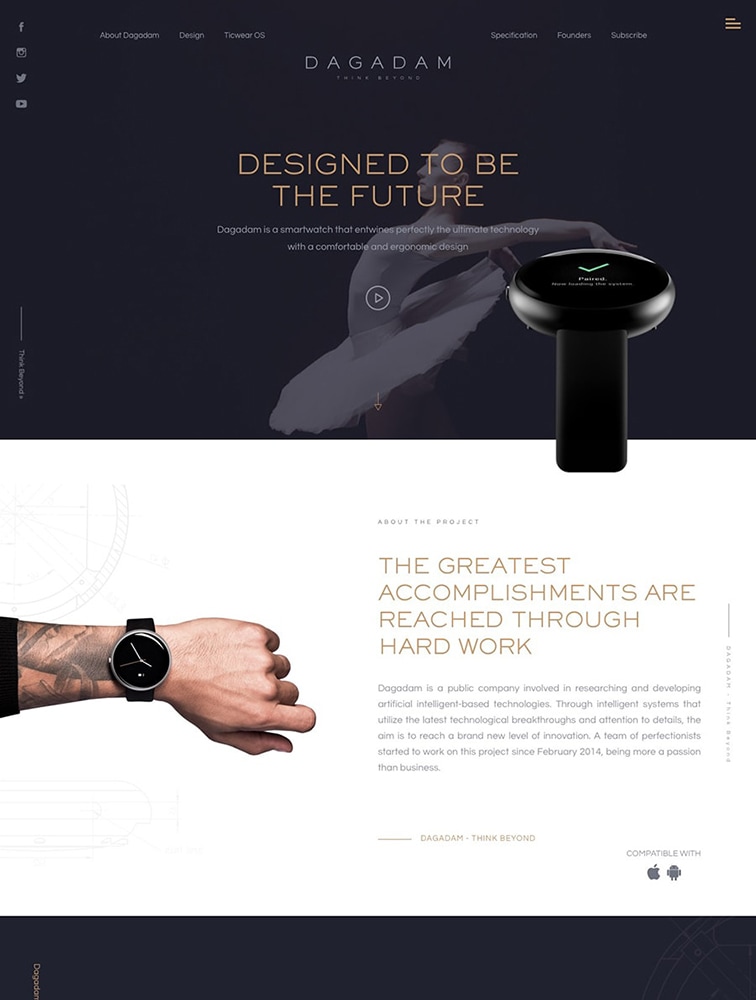 About Dagadam
Design
Ticwear OS
Specification
Founders
Subscribe
DAGADAM
THINK BEYOND
DESIGNED TO BE
THE FUTURE
Dagadam is a smartwatch that entwines perfectly the ultimate technology
with a comfortable and ergonomic design
Paired.
Now loading the system.
Think Beyond »
ABOUT THE PROJECT
THE GREATEST
ACCOMPLISHMENTS ARE
REACHED THROUGH
HARD WORK
Dagadam is a public company involved in researching and developing
artificial intelligent-based technologies. Through intelligent systems that
utilize the latest technological breakthroughs and attention to details, the
aim is to reach a brand new level of innovation. A team of perfectionists
started to work on this project since February 2014, being more a passion
than business.
DAGADAM - Think Beyond
DAGADAM - THINK BEYOND
COMPATIBLE WITH
Dagadam